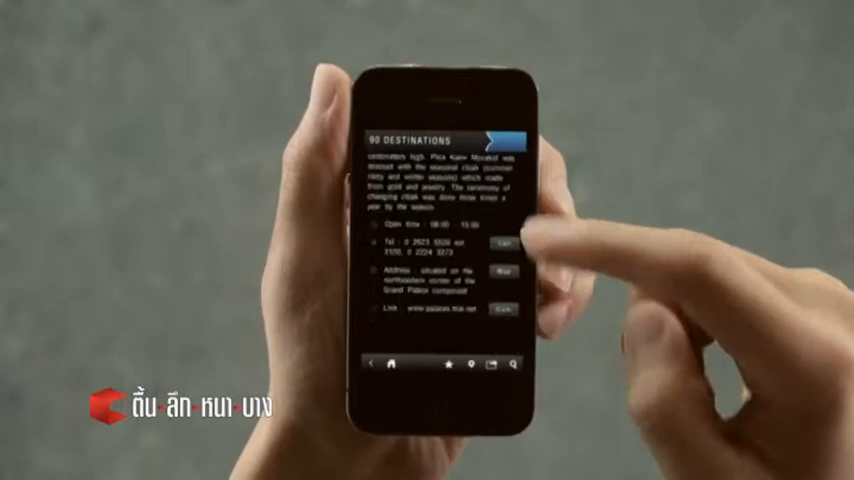 90 DESTINATIONS
centimeters high. Phra Kaew Morakot was
dressed with the seasonal cloak (summer
rainy and winter seasons) which made
from gold and jewelry. The ceremony of
changing cloak was done three times a
year by the season.
Open time : 08:00 - 15:00
Tel : 0 2623 5500 ext
3100, 0 2224 3273
Call
Address : situated on the
northeastern corner of the
Grand Palace compound
Map
Link : www.palaces.thai.net
ตื้น-ลึก-หนา-บาง